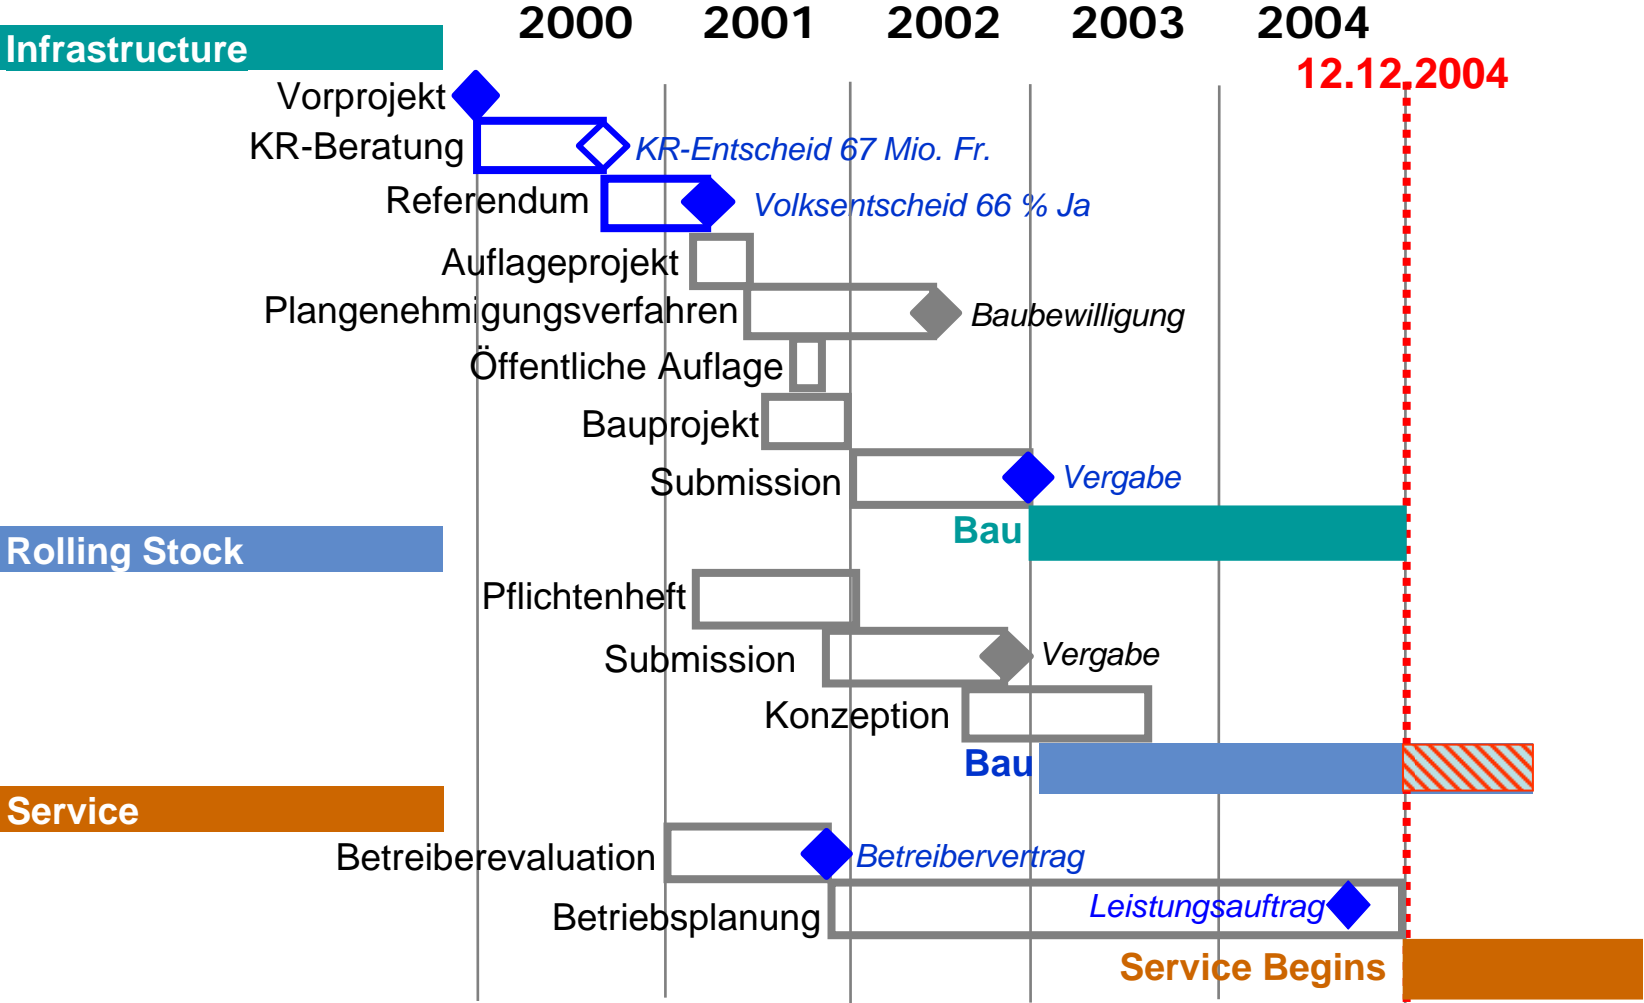 2000 2001 2002 2003 2004
Infrastructure
12.12.2004
Vorprojekt
KR-Beratung
KR-Entscheid 67 Mio. Fr.
Referendum
Volksentscheid 66 % Ja
Auflageprojekt
Plangenehmigungsverfahren
Baubewilligung
Öffentliche Auflage
Bauprojekt
Submission
Vergabe
Bau
Rolling Stock
Pflichtenheft
Submission
Vergabe
Konzeption
Bau
Service
Betreiberevaluation
Betreibervertrag
Betriebsplanung
Leistungsauftrag
Service Begins